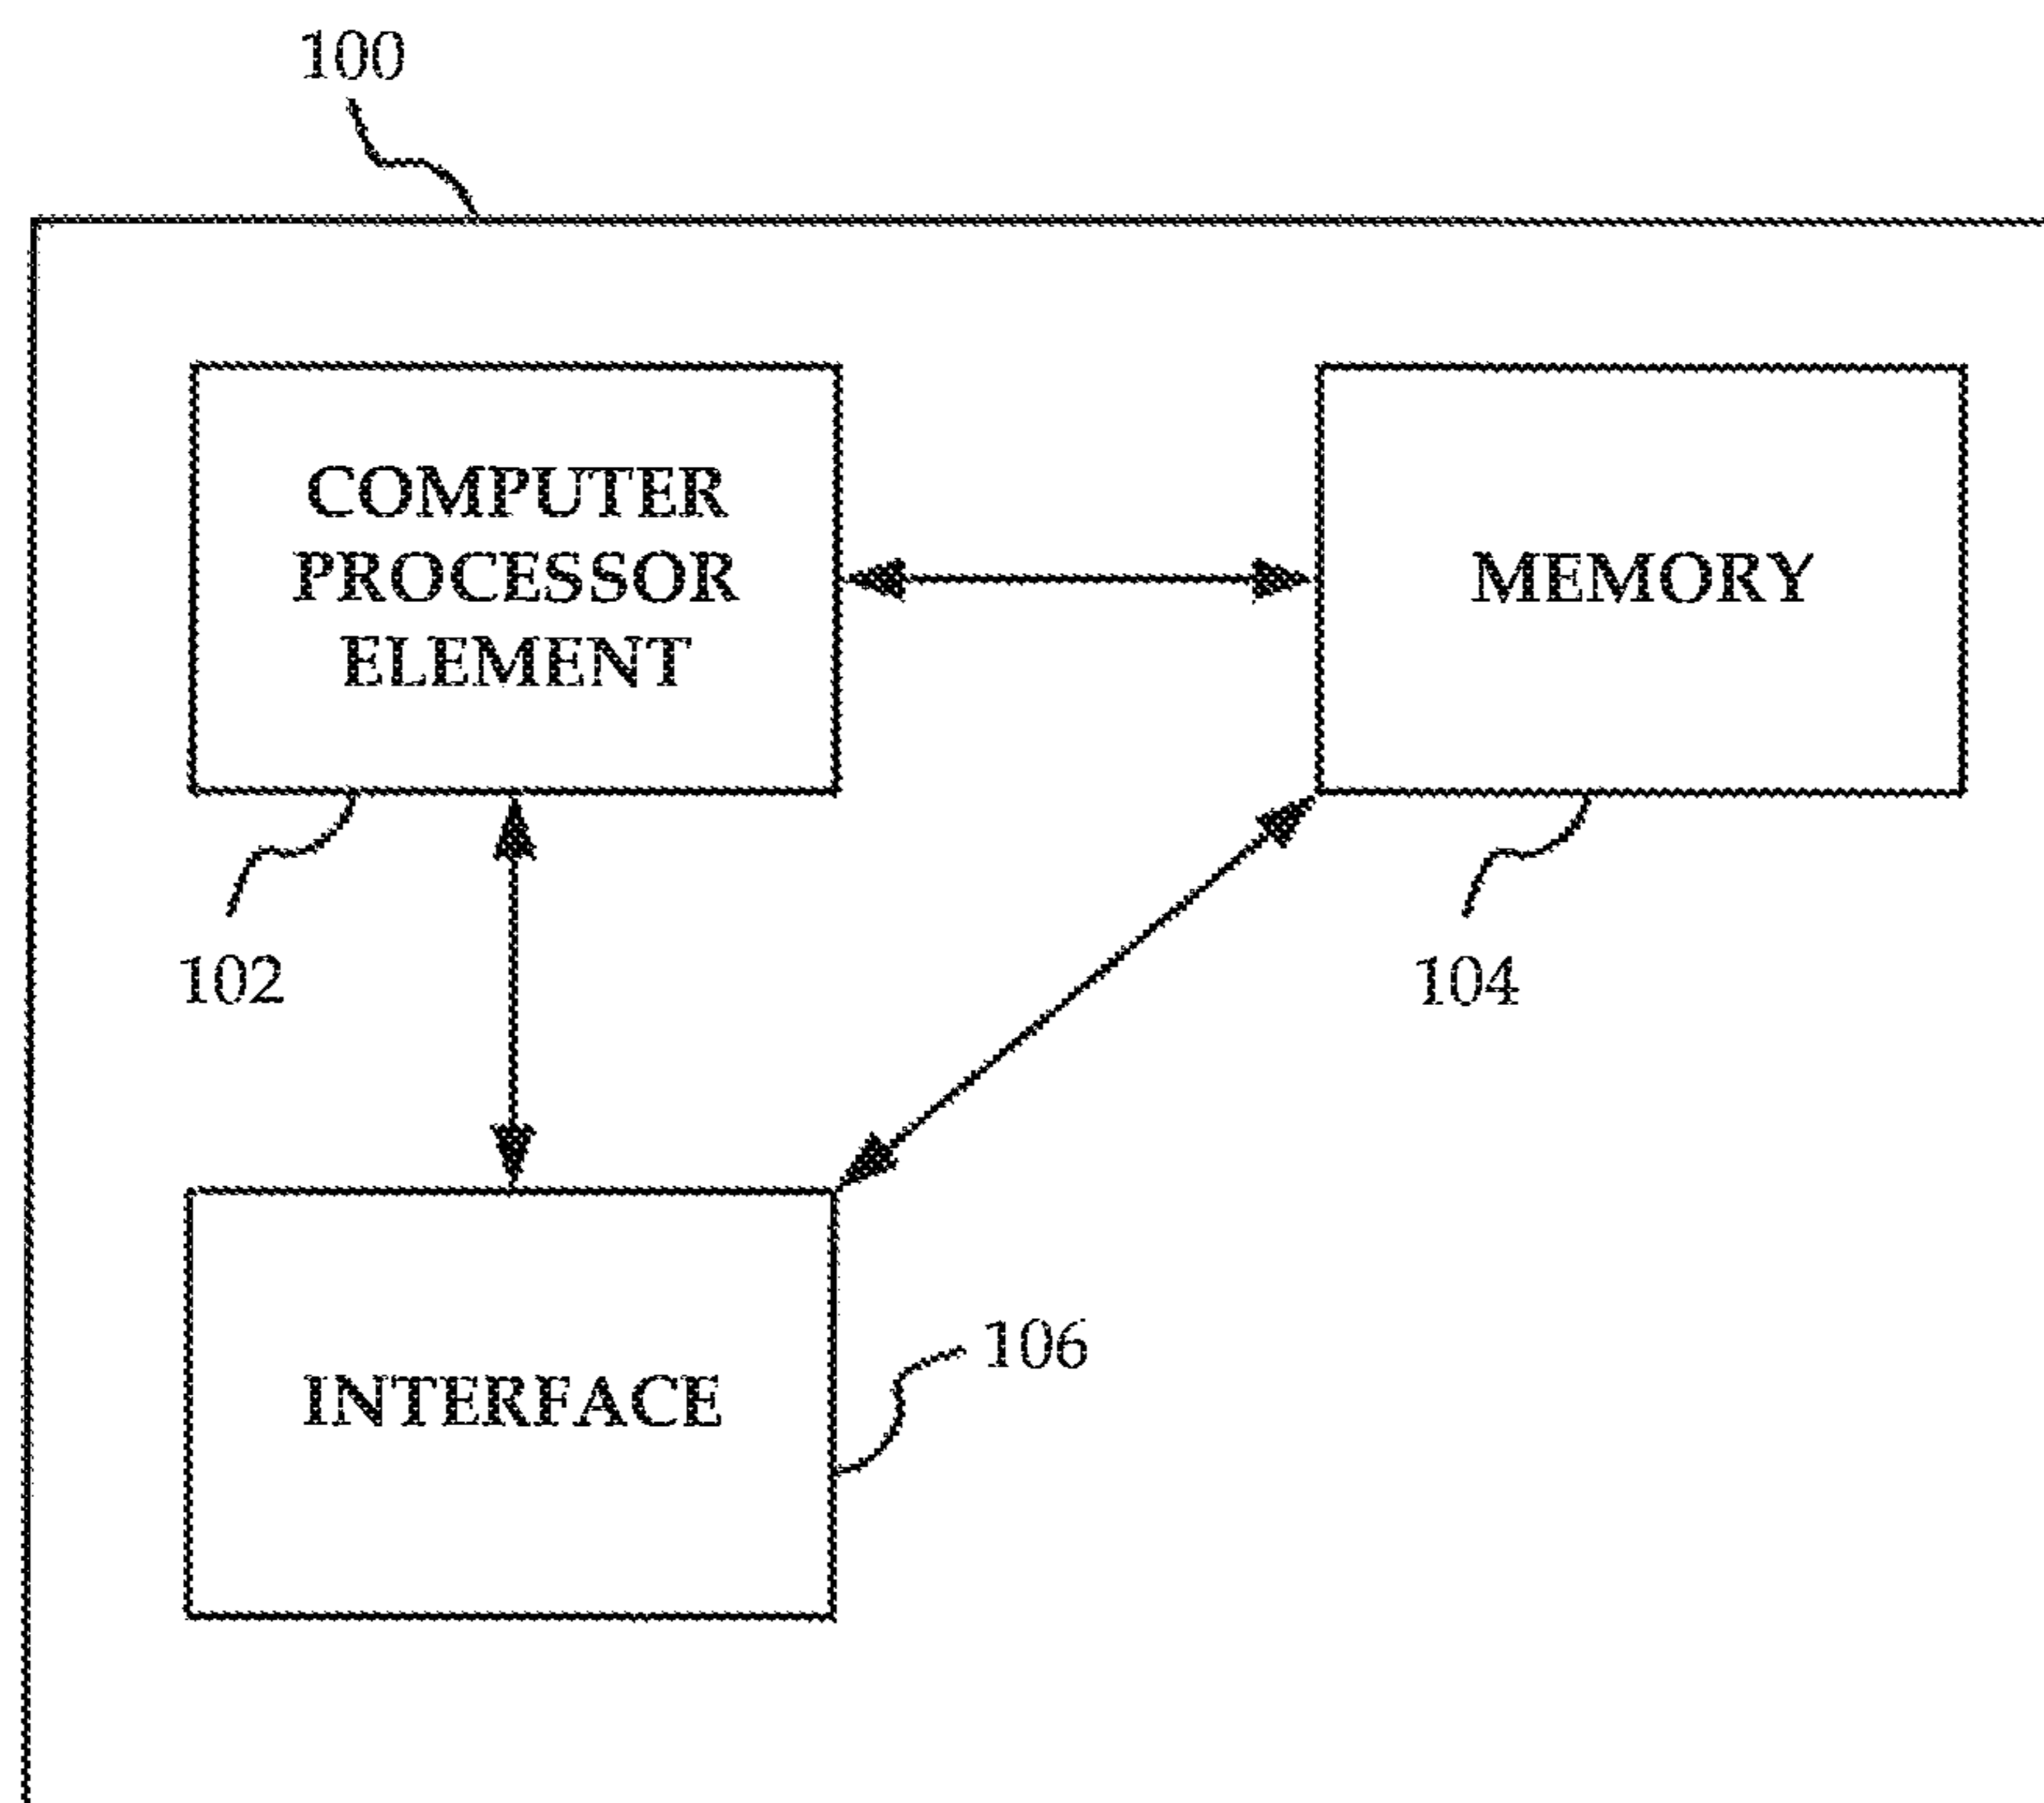 100
COMPUTER
PROCESSOR
ELEMENT
MEMORY
102
104
106
INTERFACE